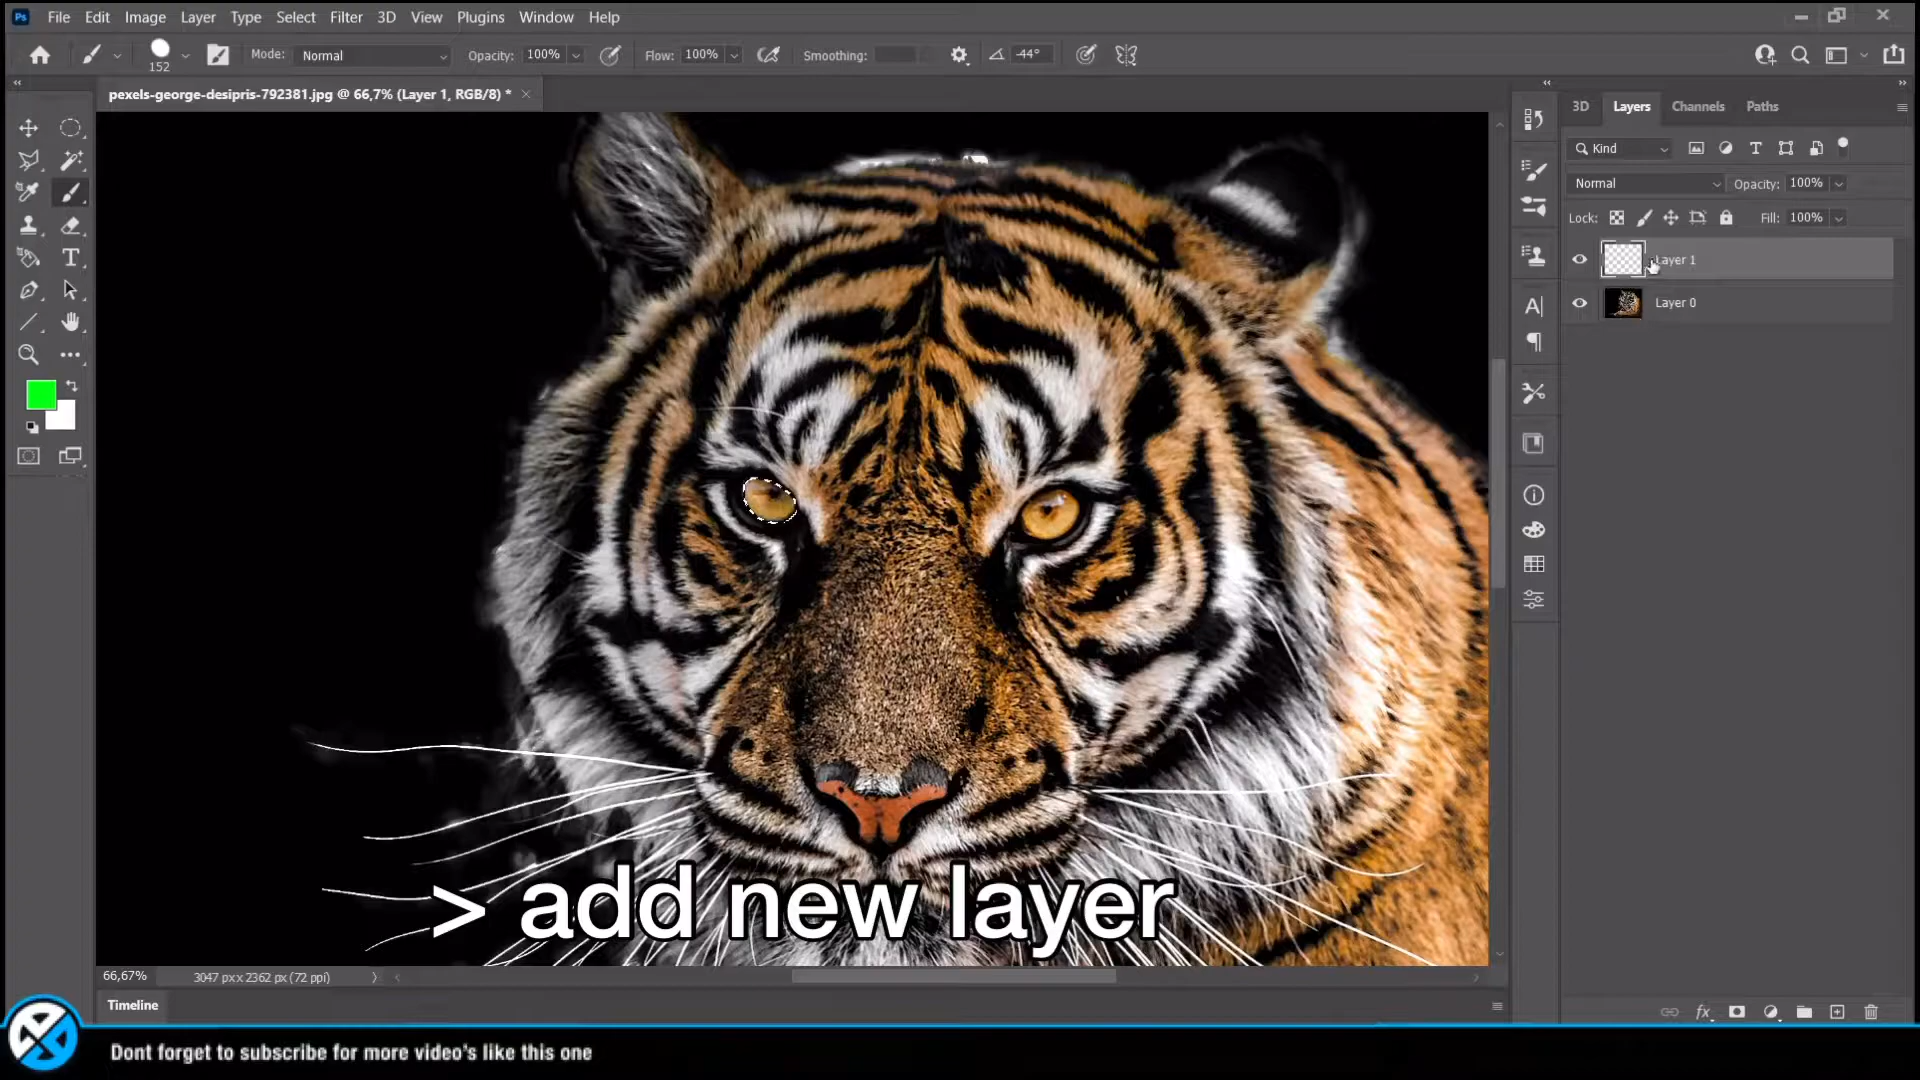 Ps File Edit Image Layer Select Filter 3D View Plugins Window Help
152 Mode: Normal Opacity: 100% Flow: 100% Smoothing: -44°
pexels-george-desipris-792381.jpg @ 66,7% (Layer 1, RGB/8) *
3D Layers Channels Paths
Kind
Normal Opacity: 100%
Lock: Fill: 100%
Layer 1
Layer 0
> add new layer
66,67% 3047 px x 2362 px (72 ppi)
Timeline
fx
Dont forget to subscribe for more video's like this one